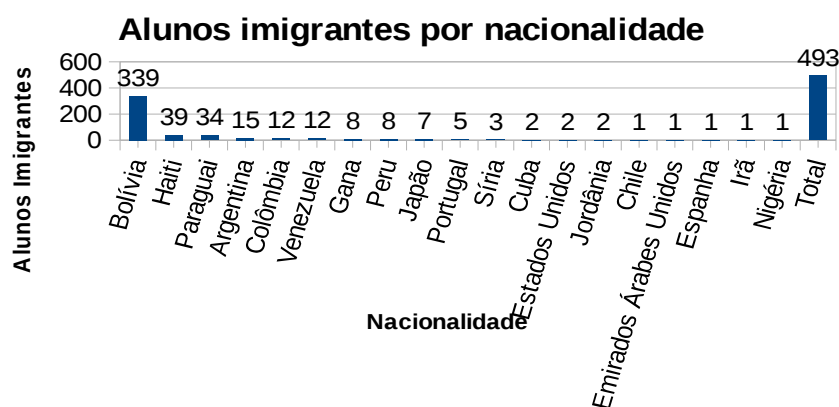 Alunos imigrantes por nacionalidade
Alunos Imigrantes
600
400
200
0
339 39 34 15 12 12 8 8 7 5 3 2 2 2 1 1 1 1 1 493
Bolívia
Haiti
Paraguai
Argentina
Colômbia
Venezuela
Gana
Peru
Japão
Portugal
Síria
Cuba
Estados Unidos
Jordânia
Chile
Emirados Árabes Unidos
Espanha
Irã
Nigéria
Total
Nacionalidade